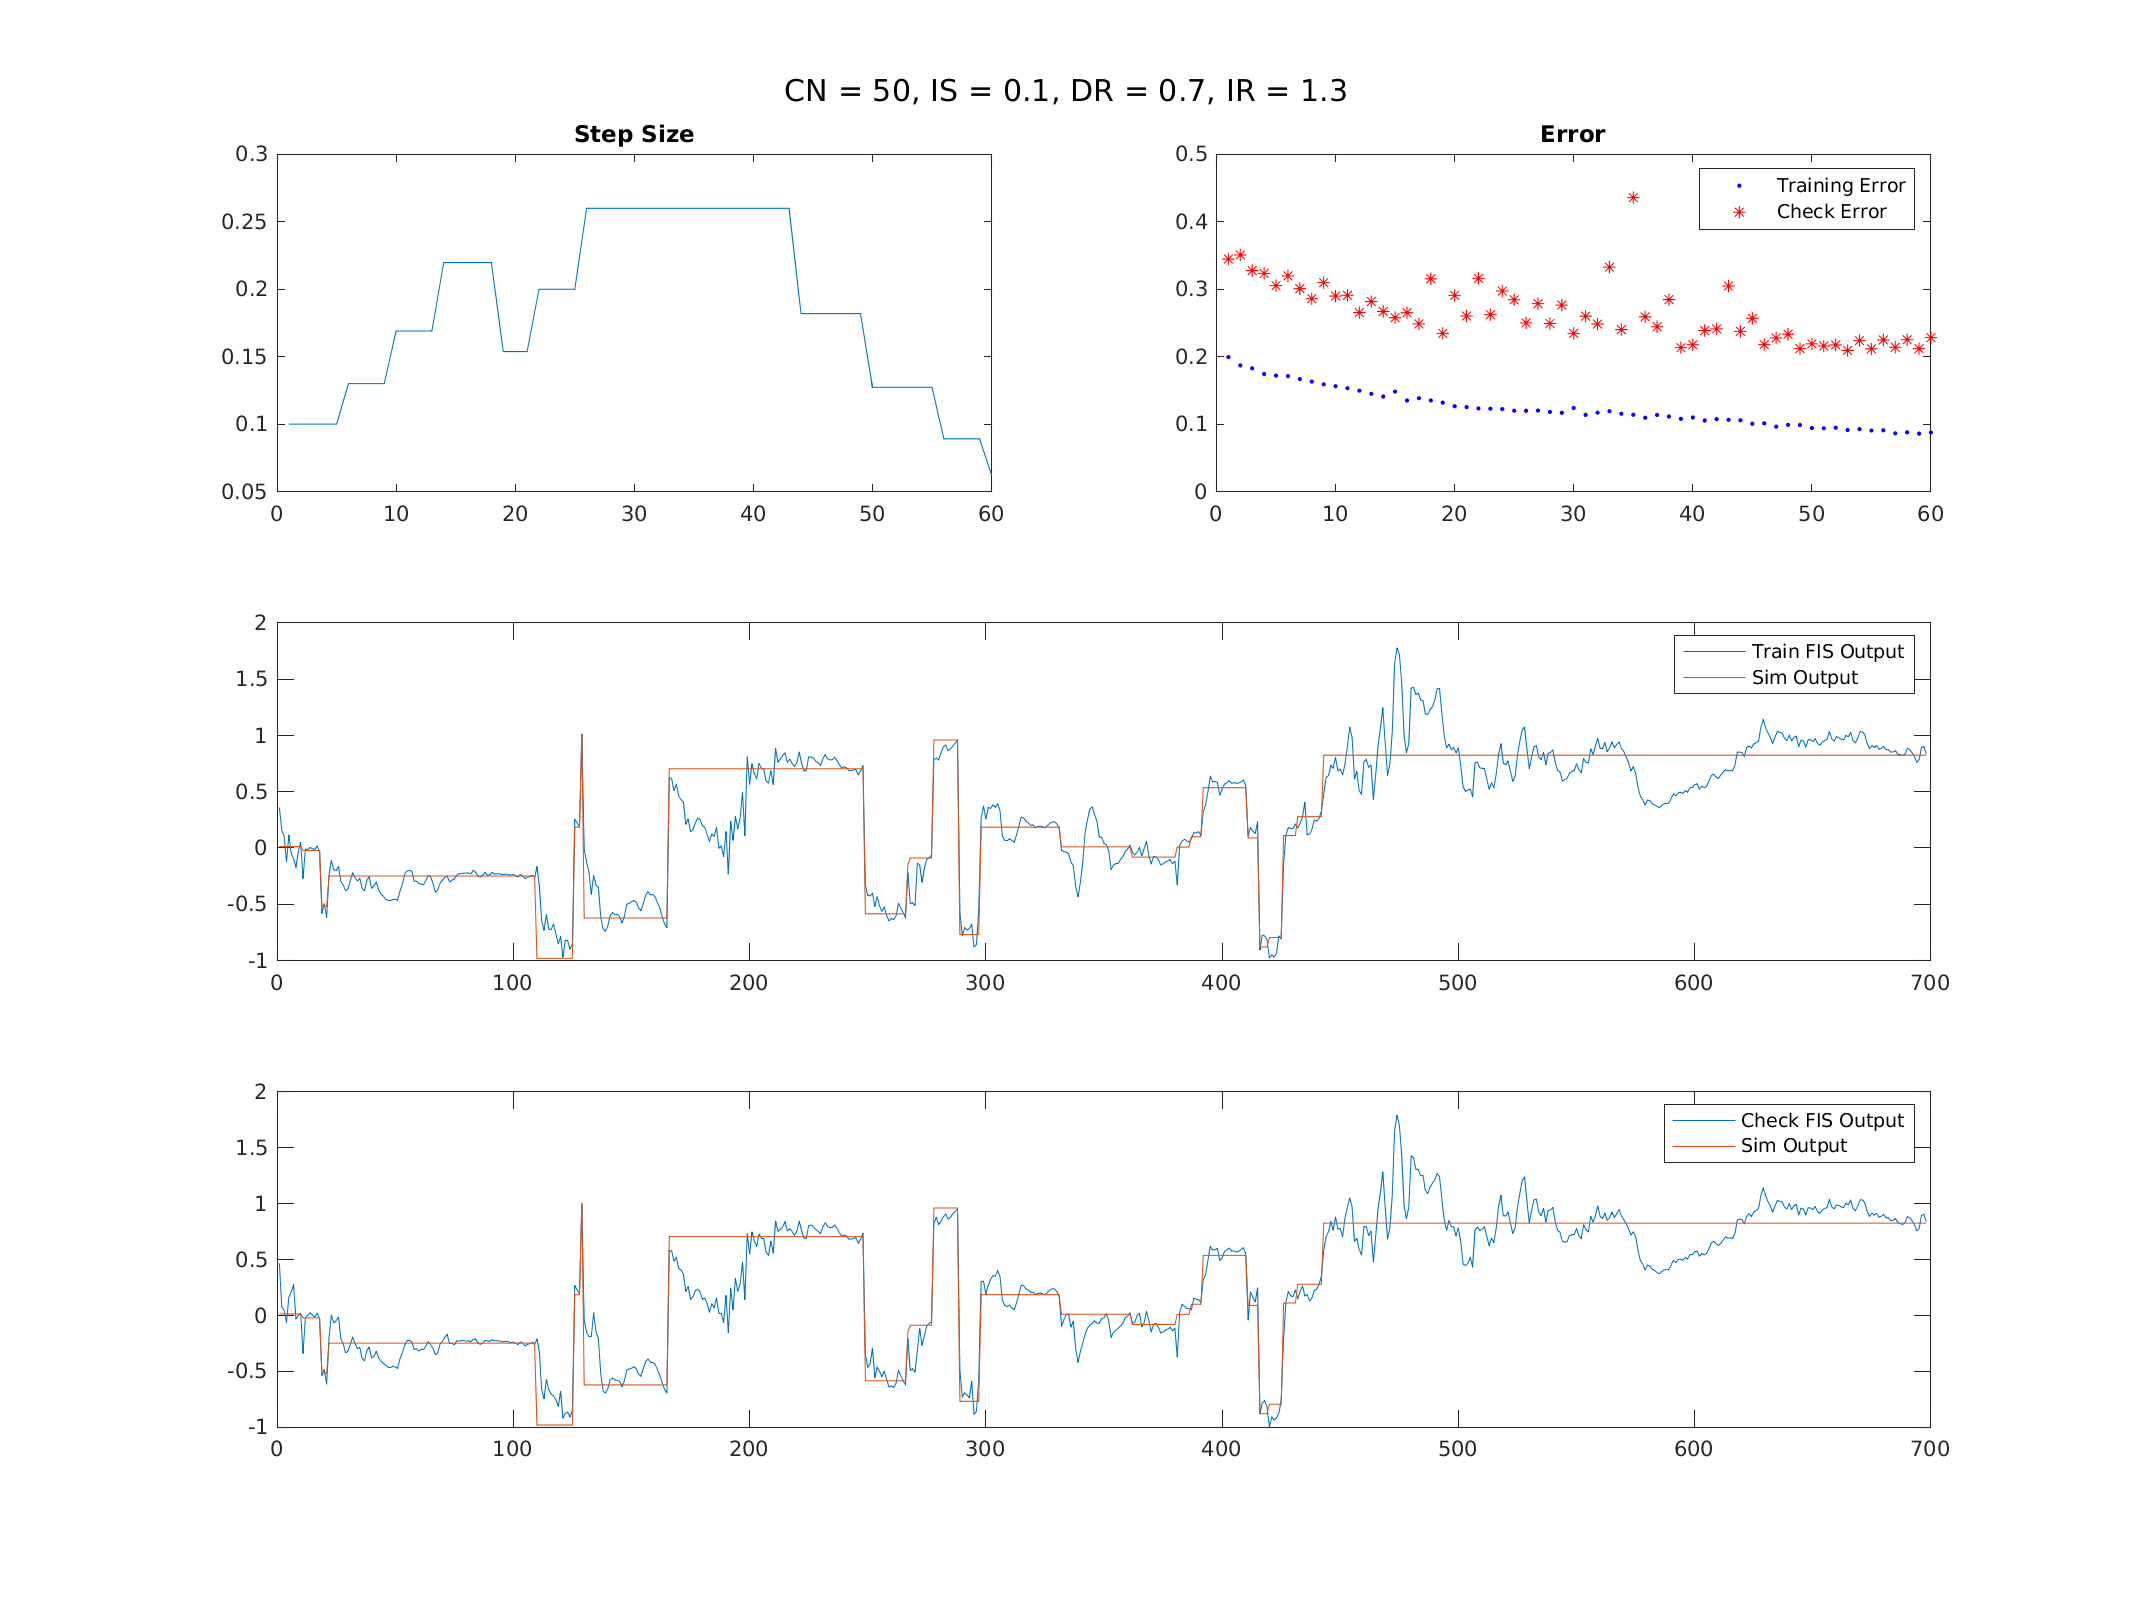 CN = 50, IS = 0.1, DR = 0.7, IR = 1.3
Step Size
0.3
0.25
0.2
0.15
0.1
0.05
0 10 20 30 40 50 60
Error
0.5
0.4
0.3
0.2
0.1
0
Training Error
Check Error
0 10 20 30 40 50 60
2
1.5
1
0.5
0
-0.5
-1
Train FIS Output
Sim Output
0 100 200 300 400 500 600 700
2
1.5
1
0.5
0
-0.5
-1
Check FIS Output
Sim Output
0 100 200 300 400 500 600 700